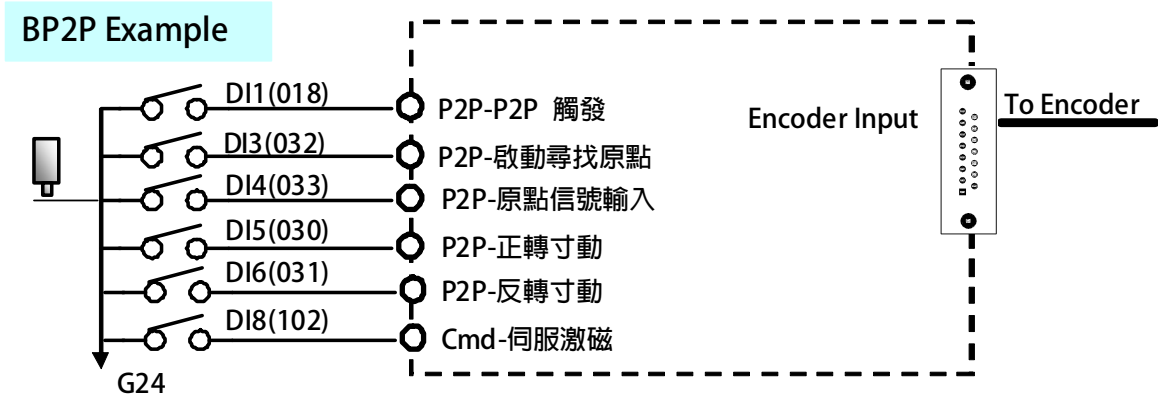 BP2P Example
DI1(018) P2P-P2P 觸發
DI3(032) P2P-啟動尋找原點
DI4(033) P2P-原點信號輸入
DI5(030) P2P-正轉寸動
DI6(031) P2P-反轉寸動
DI8(102) Cmd-伺服激磁
G24
Encoder Input
To Encoder